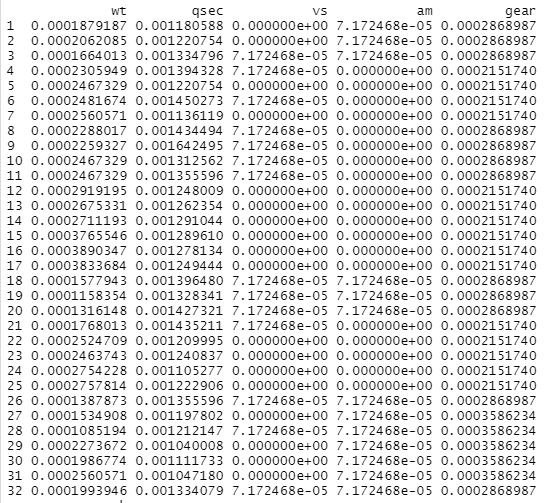 wt qsec vs am gear
1 0.0001879187 0.001180588 0.000000e+00 7.172468e-05 0.0002868987
2 0.0002062085 0.001220754 0.000000e+00 7.172468e-05 0.0002868987
3 0.0001664013 0.001334796 7.172468e-05 7.172468e-05 0.0002868987
4 0.0002305949 0.001394328 7.172468e-05 0.000000e+00 0.0002151740
5 0.0002467329 0.001220754 0.000000e+00 0.000000e+00 0.0002151740
6 0.0002481674 0.001450273 7.172468e-05 0.000000e+00 0.0002151740
7 0.0002560571 0.001136119 0.000000e+00 0.000000e+00 0.0002151740
8 0.0002288017 0.001434494 7.172468e-05 0.000000e+00 0.0002868987
9 0.0002259327 0.001642495 7.172468e-05 0.000000e+00 0.0002868987
10 0.0002467329 0.001312562 7.172468e-05 0.000000e+00 0.0002868987
11 0.0002467329 0.001355596 7.172468e-05 0.000000e+00 0.0002868987
12 0.0002919195 0.001248009 0.000000e+00 0.000000e+00 0.0002151740
13 0.0002675331 0.001262354 0.000000e+00 0.000000e+00 0.0002151740
14 0.0002711193 0.001291044 0.000000e+00 0.000000e+00 0.0002151740
15 0.0003765546 0.001289610 0.000000e+00 0.000000e+00 0.0002151740
16 0.0003890347 0.001278134 0.000000e+00 0.000000e+00 0.0002151740
17 0.0003833684 0.001249444 0.000000e+00 0.000000e+00 0.0002151740
18 0.0001577943 0.001396480 7.172468e-05 7.172468e-05 0.0002868987
19 0.0001158354 0.001328341 7.172468e-05 7.172468e-05 0.0002868987
20 0.0001316148 0.001427321 7.172468e-05 7.172468e-05 0.0002868987
21 0.0001768013 0.001435211 7.172468e-05 0.000000e+00 0.0002151740
22 0.0002524709 0.001209995 0.000000e+00 0.000000e+00 0.0002151740
23 0.0002463743 0.001240837 0.000000e+00 0.000000e+00 0.0002151740
24 0.0002754228 0.001105277 0.000000e+00 0.000000e+00 0.0002151740
25 0.0002757814 0.001222906 0.000000e+00 0.000000e+00 0.0002151740
26 0.0001387873 0.001355596 7.172468e-05 7.172468e-05 0.0002868987
27 0.0001534908 0.001197802 0.000000e+00 7.172468e-05 0.0003586234
28 0.0001085194 0.001212147 7.172468e-05 7.172468e-05 0.0003586234
29 0.0002273672 0.001040008 0.000000e+00 7.172468e-05 0.0003586234
30 0.0001986774 0.001111733 0.000000e+00 7.172468e-05 0.0003586234
31 0.0002560571 0.001047180 0.000000e+00 7.172468e-05 0.0003586234
32 0.0001993946 0.001334079 7.172468e-05 7.172468e-05 0.0002868987